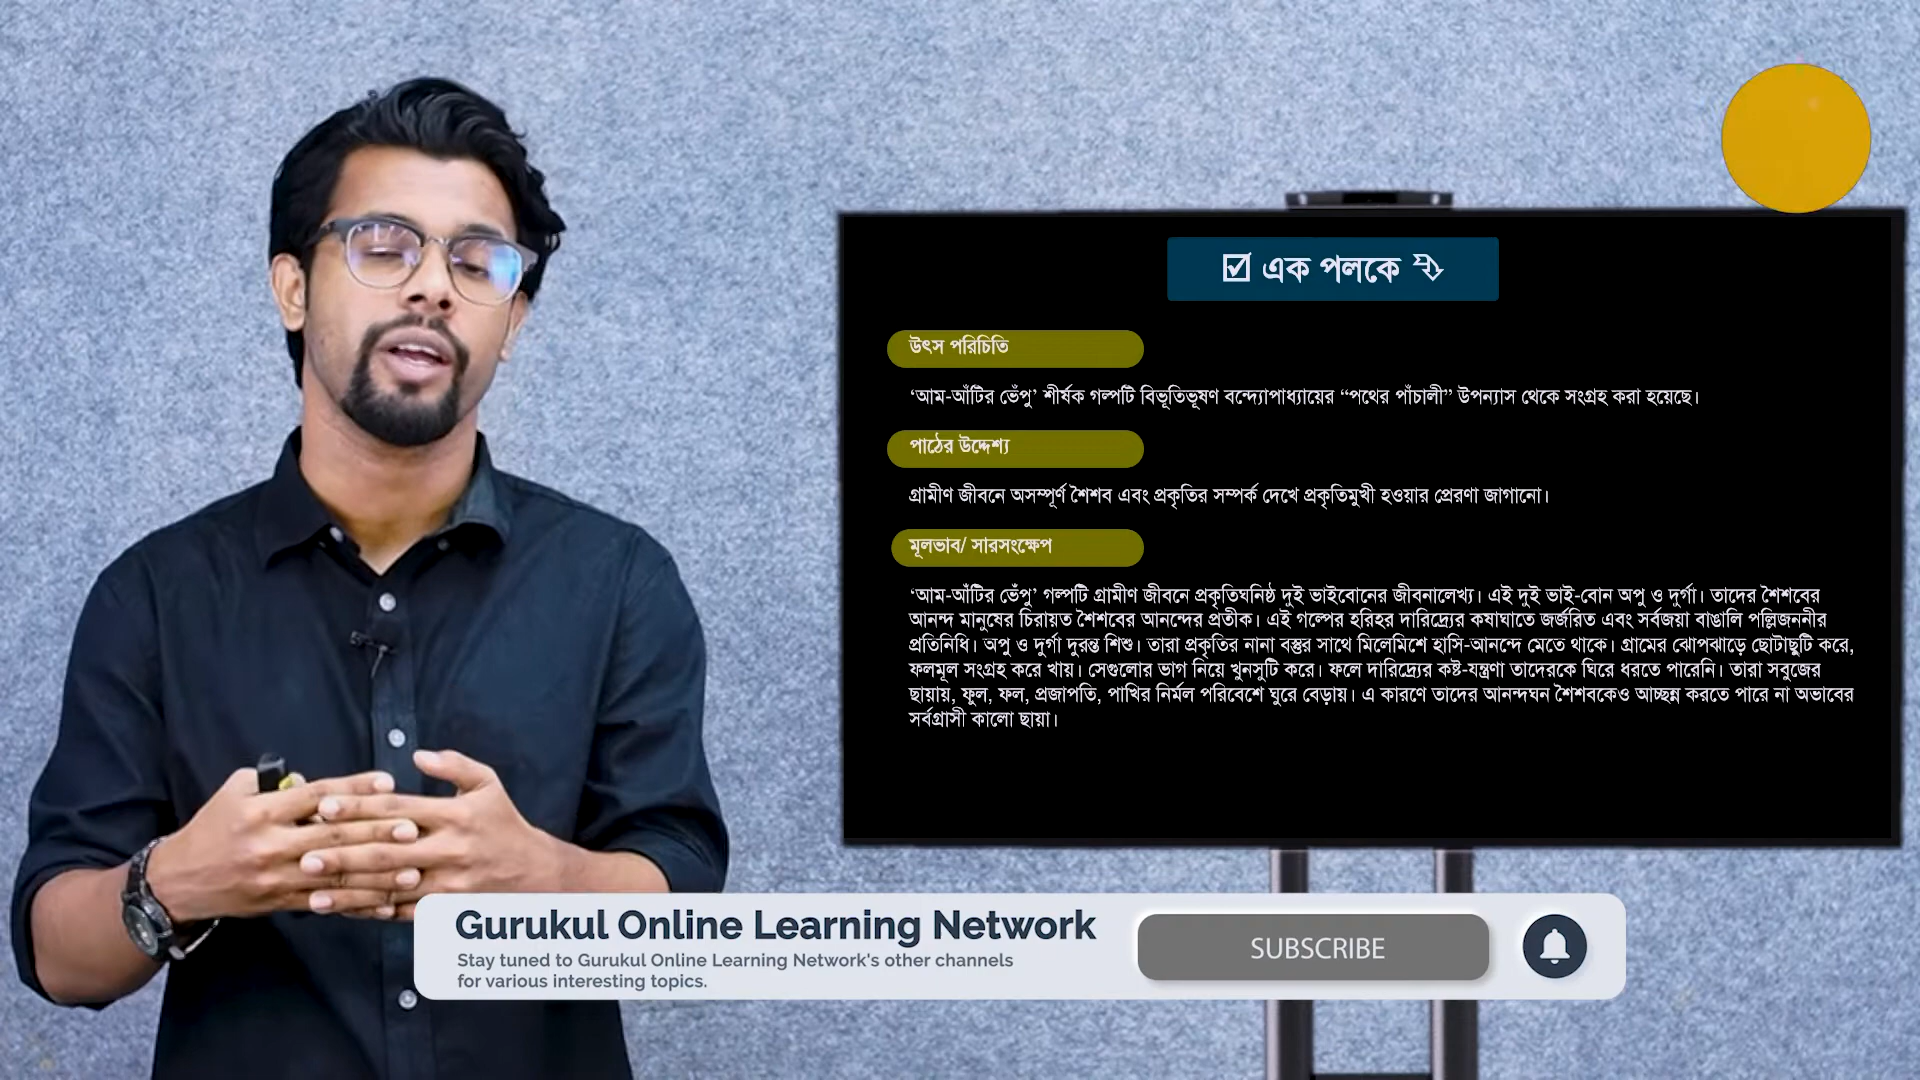 এক পলকে
উৎস পরিচিতি
‘আম-আঁটির ভেঁপু’ শীর্ষক গল্পটি বিভূতিভূষণ বন্দ্যোপাধ্যায়ের “পথের পাঁচালী” উপন্যাস থেকে সংগ্রহ করা হয়েছে।
পাঠের উদ্দেশ্য
গ্রামীণ জীবনে অসম্পূর্ণ শৈশব এবং প্রকৃতির সম্পর্ক দেখে প্রকৃতিমুখী হওয়ার প্রেরণা জাগানো।
মূলভাব/ সারসংক্ষেপ
‘আম-আঁটির ভেঁপু’ গল্পটি গ্রামীণ জীবনে প্রকৃতিঘনিষ্ঠ দুই ভাইবোনের জীবনালেখ্য। এই দুই ভাই-বোন অপু ও দুর্গা। তাদের শৈশবের
আনন্দ মানুষের চিরায়ত শৈশবের আনন্দের প্রতীক। এই গল্পের হরিহর দারিদ্র্যের কষাঘাতে জর্জরিত এবং সর্বজয়া বাঙালি পল্লিজননীর
প্রতিনিধি। অপু ও দুর্গা দুরন্ত শিশু। তারা প্রকৃতির নানা বস্তুর সাথে মিলেমিশে হাসি-আনন্দে মেতে থাকে। গ্রামের ঝোপঝাড়ে ছোটাছুটি করে,
ফলমূল সংগ্রহ করে খায়। সেগুলোর ভাগ নিয়ে খুনসুটি করে। ফলে দারিদ্র্যের কষ্ট-যন্ত্রণা তাদেরকে ঘিরে ধরতে পারেনি। তারা সবুজের
ছায়ায়, ফুল, ফল, প্রজাপতি, পাখির নির্মল পরিবেশে ঘুরে বেড়ায়। এ কারণে তাদের আনন্দঘন শৈশবকেও আচ্ছন্ন করতে পারে না অভাবের
সর্বগ্রাসী কালো ছায়া।
Gurukul Online Learning Network
Stay tuned to Gurukul Online Learning Network's other channels
for various interesting topics.
SUBSCRIBE